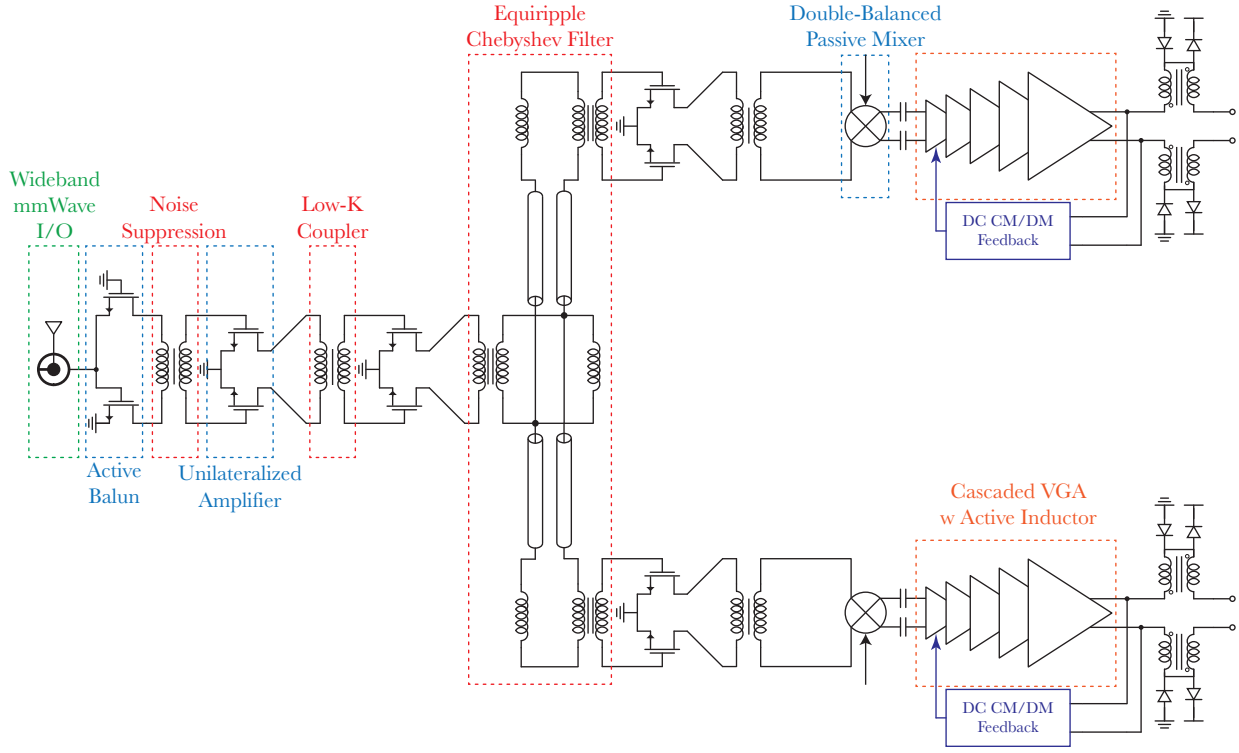 Equiripple
Chebyshev Filter
Double-Balanced
Passive Mixer
Wideband
mmWave
I/O
Noise
Suppression
Low-K
Coupler
DC CM/DM
Feedback
Active
Balun
Unilateralized
Amplifier
Cascaded VGA
w Active Inductor
DC CM/DM
Feedback